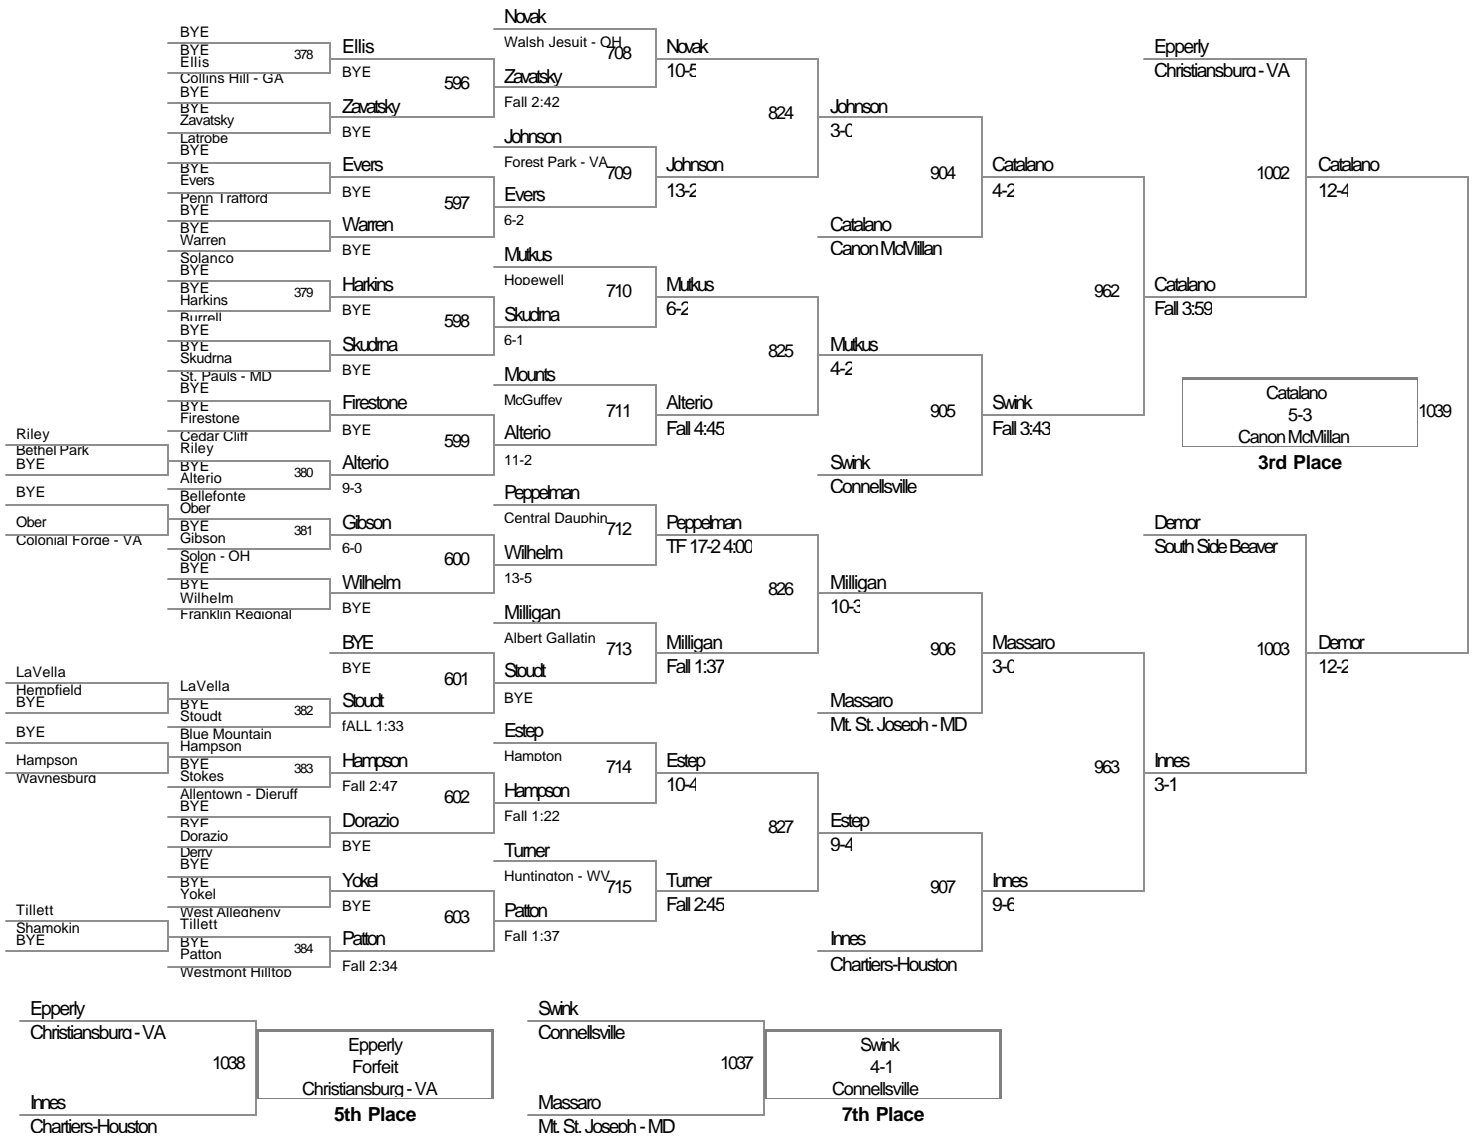 Riley
Bethel Park
BYE
BYE
Ober
Colonial Forge - VA
LaVella
Hempfield
BYE
BYE
Hampson
Waynesburg
Tillett
Shamokin
BYE
BYE
BYE
Ellis
378
Collins Hill - GA
BYE
BYE
Zavatsky
Latrobe
BYE
BYE
Evers
Penn Trafford
BYE
BYE
Warren
Solanco
BYE
BYE
Harkins
379
Burrell
BYE
BYE
Skudrna
St. Pauls - MD
BYE
BYE
Firestone
Cedar Cliff
Riley
BYE
Alterio
380
Bellefonte
Ober
BYE
Gibson
381
Solon - OH
BYE
BYE
Wilhelm
Franklin Regional
LaVella
BYE
Stoudt
382
Blue Mountain
Hampson
BYE
Stokes
383
Allentown - Dieruff
BYE
BYE
Dorazio
Derry
BYE
BYE
Yokel
West Allegheny
Tillett
BYE
Patton
384
Westmont Hilltop
Ellis
BYE
596
Zavatsky
BYE
Evers
BYE
597
Warren
BYE
Harkins
BYE
598
Skudrna
BYE
Firestone
BYE
599
Alterio
9-3
Gibson
6-0
600
Wilhelm
BYE
BYE
BYE
601
Stoudt
fALL 1:33
Hampson
Fall 2:47
602
Dorazio
BYE
Yokel
BYE
603
Patton
Fall 2:34
Novak
Walsh Jesuit - OH
708
Zavatsky
Fall 2:42
Johnson
Forest Park - VA
709
Evers
6-2
Mutkus
Hopewell
710
Skudrna
6-1
Mounts
McGuffey
711
Alterio
11-2
Peppelman
Central Dauphin
712
Wilhelm
13-5
Milligan
Albert Gallatin
713
Stoudt
BYE
Estep
Hampton
714
Hampson
Fall 1:22
Turner
Huntington - WV
715
Patton
Fall 1:37
Novak
10-5
824
Johnson
13-2
Mutkus
6-2
825
Alterio
Fall 4:45
Peppelman
TF 17-2 4:00
826
Milligan
Fall 1:37
Estep
10-4
827
Turner
Fall 2:45
Johnson
3-0
904
Catalano
Canon McMillan
Mutkus
4-2
905
Swink
Connellsville
Milligan
10-3
906
Massaro
Mt. St. Joseph - MD
Estep
9-4
907
Innes
Chartiers-Houston
Catalano
4-2
962
Swink
Fall 3:43
Massaro
3-0
963
Innes
9-6
Epperly
Christiansburg - VA
1002
Catalano
Fall 3:59
Demor
South Side Beaver
1003
Innes
3-1
Catalano
12-4
Demor
12-2
Catalano
5-3
Canon McMillan
1039
3rd Place
Epperly
Christiansburg - VA
1038
Innes
Chartiers-Houston
Epperly
Forfeit
Christiansburg - VA
5th Place
Swink
Connellsville
1037
Massaro
Mt. St. Joseph - MD
Swink
4-1
Connellsville
7th Place